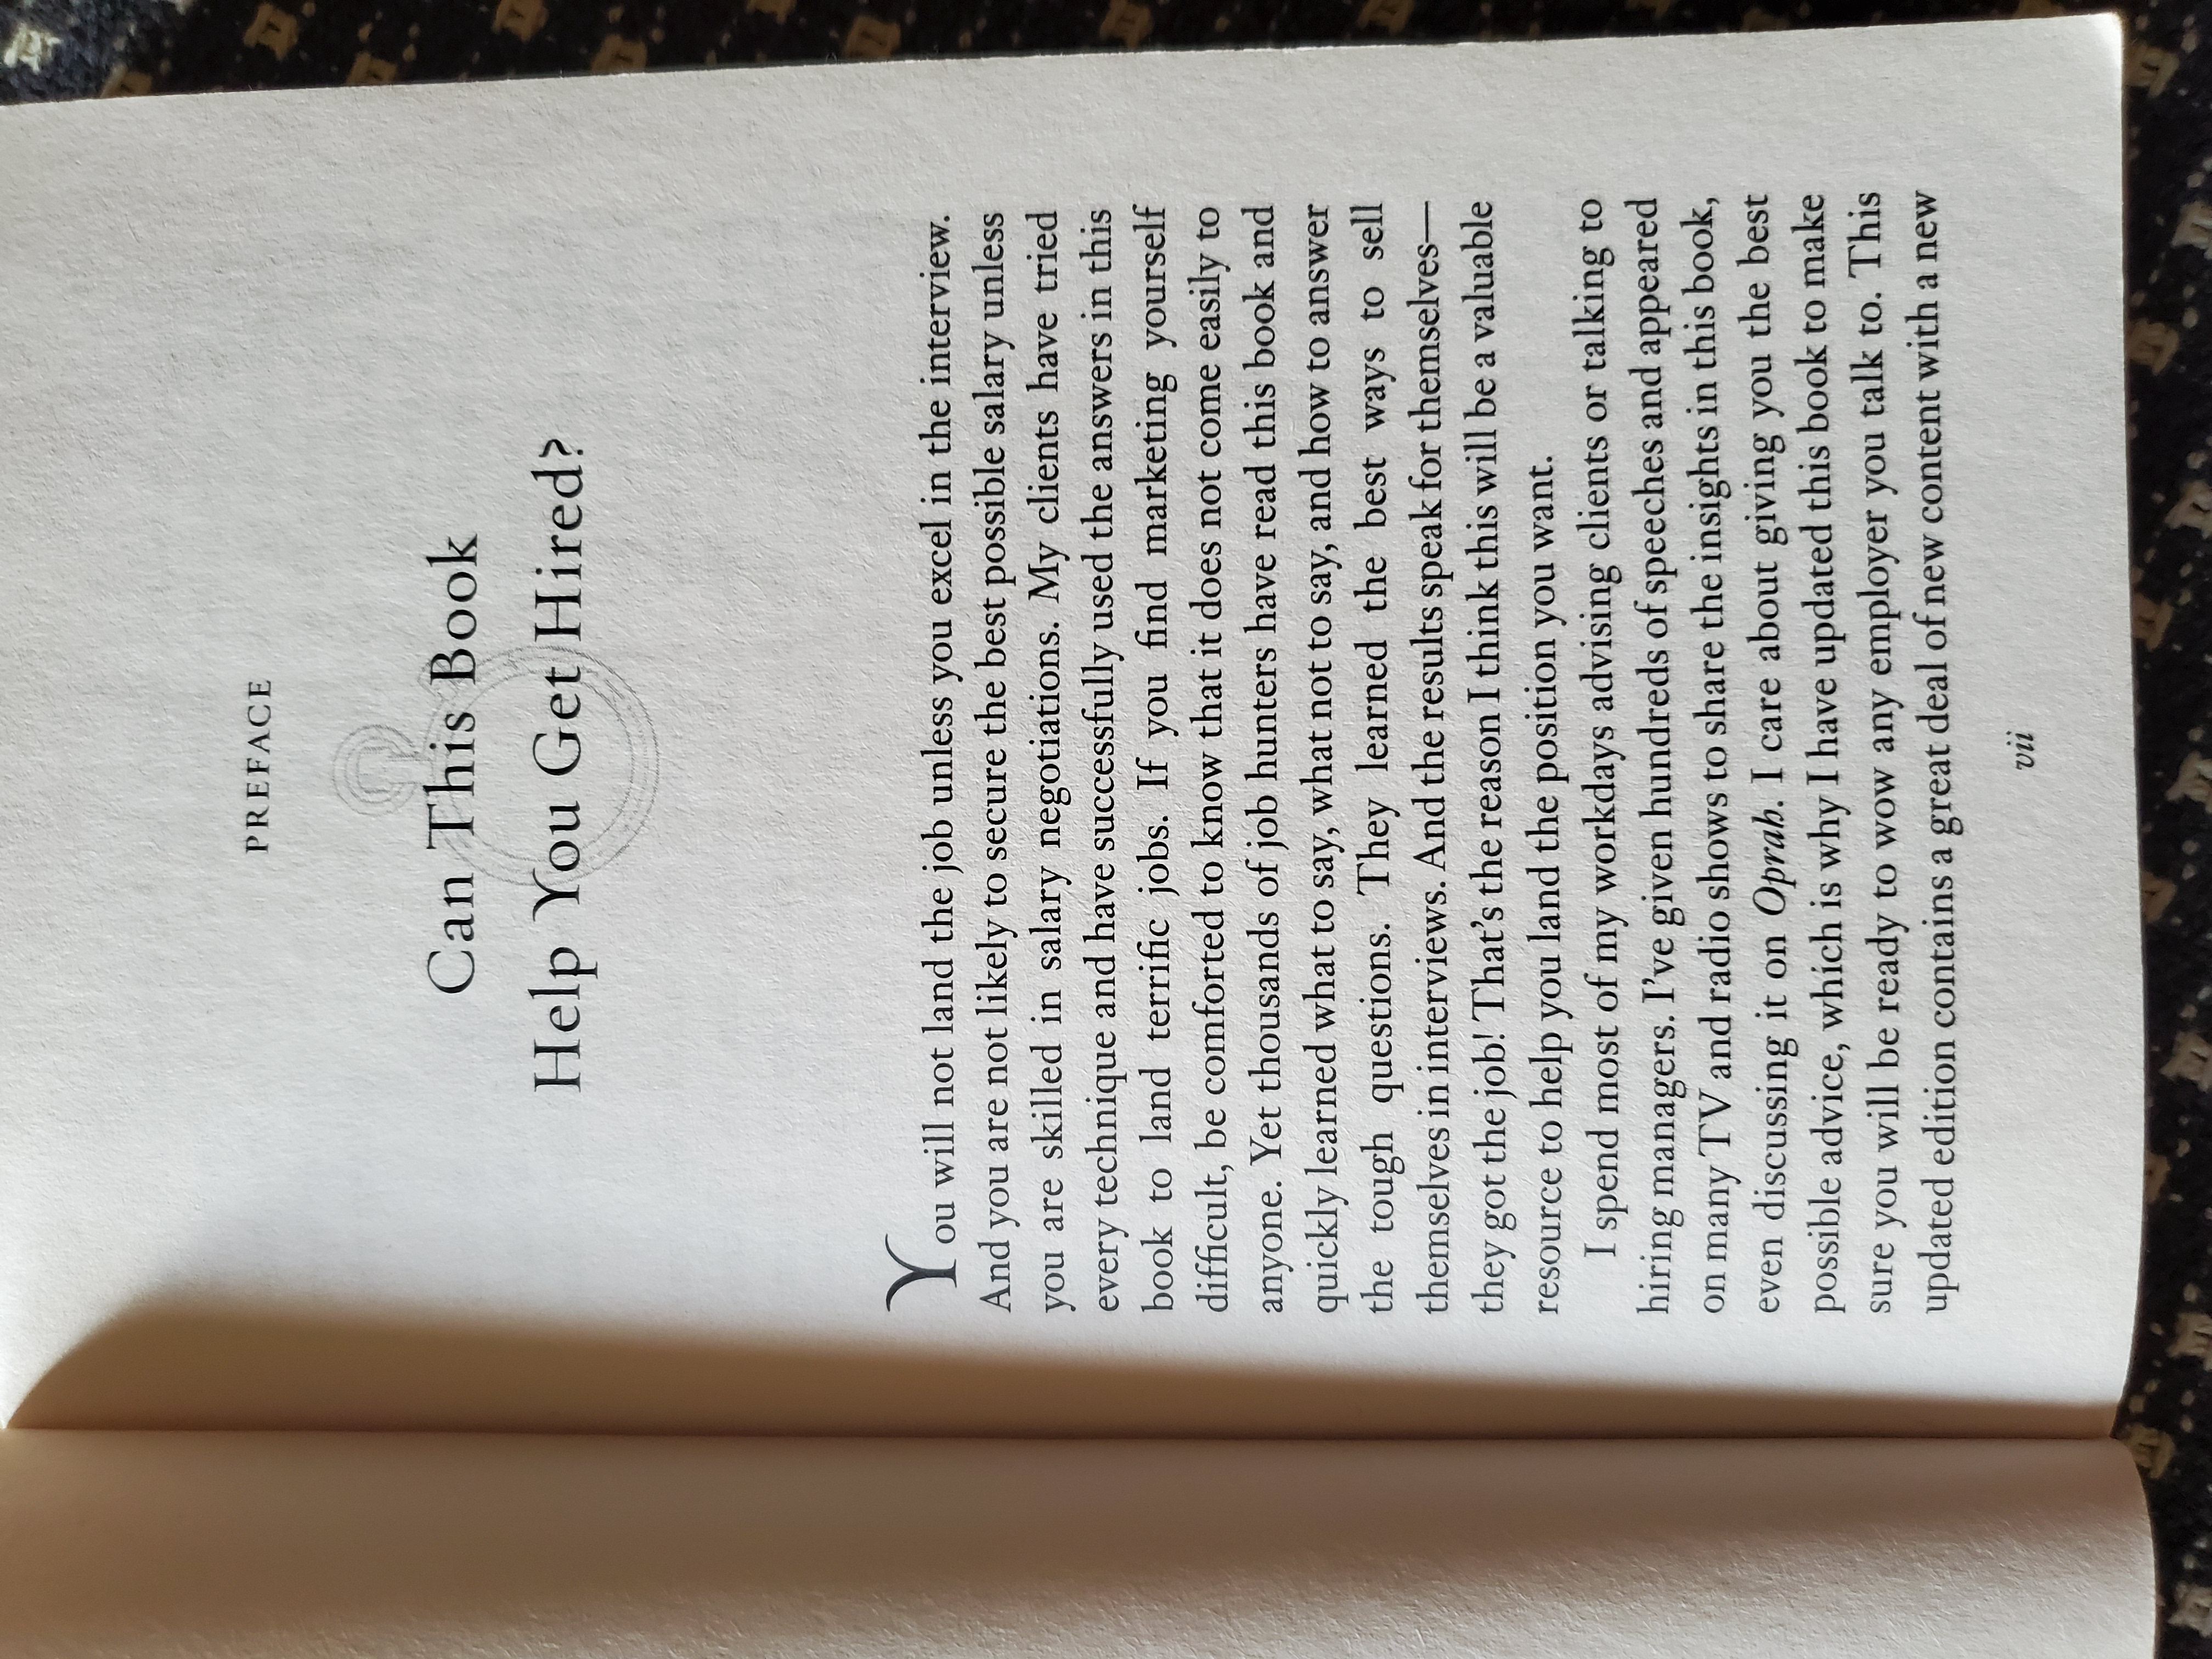 PREFACE
Can This Book
Help You Get Hired?
You will not land the job unless you excel in the interview.
And you are not likely to secure the best possible salary unless
you are skilled in salary negotiations. My clients have tried
every technique and have successfully used the answers in this
book to land terrific jobs. If you find marketing yourself
difficult, be comforted to know that it does not come easily to
anyone. Yet thousands of job hunters have read this book and
quickly learned what to say, what not to say, and how to answer
the tough questions. They learned the best ways to sell
themselves in interviews. And the results speak for themselves—
they got the job! That’s the reason I think this will be a valuable
resource to help you land the position you want.
I spend most of my workdays advising clients or talking to
hiring managers. I’ve given hundreds of speeches and appeared
on many TV and radio shows to share the insights in this book,
even discussing it on Oprah. I care about giving you the best
possible advice, which is why I have updated this book to make
sure you will be ready to wow any employer you talk to. This
updated edition contains a great deal of new content with a new
vii